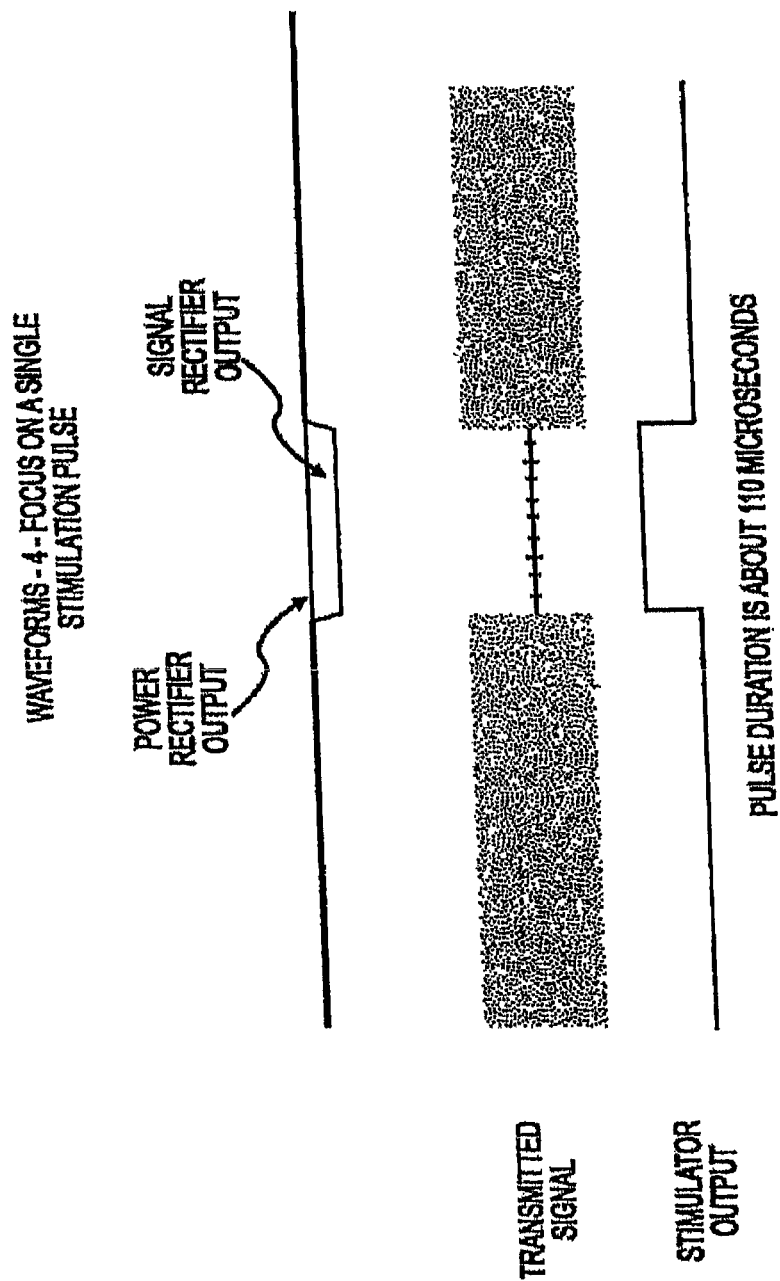 WAVEFORMS - 4 - FOCUS ON A SINGLE
STIMULATION PULSE
POWER
RECTIFIER
OUTPUT
SIGNAL
RECTIFIER
OUTPUT
TRANSMITTED
SIGNAL
STIMULATOR
OUTPUT
PULSE DURATION IS ABOUT 110 MICROSECONDS